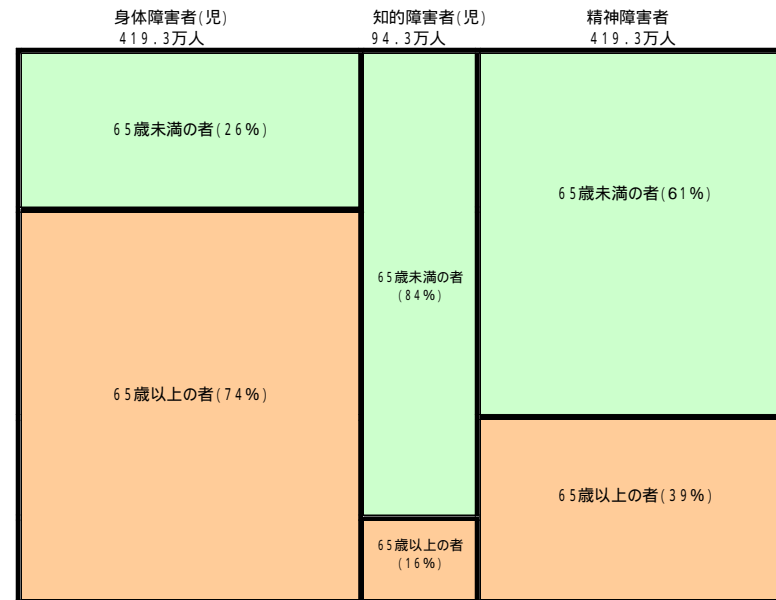 身体障害者(児)
419.3万人
知的障害者(児)
94.3万人
精神障害者
419.3万人
65歳未満の者(26%)
65歳未満の者(61%)
65歳未満の者
(84%)
65歳以上の者(74%)
65歳以上の者(39%)
65歳以上の者
(16%)